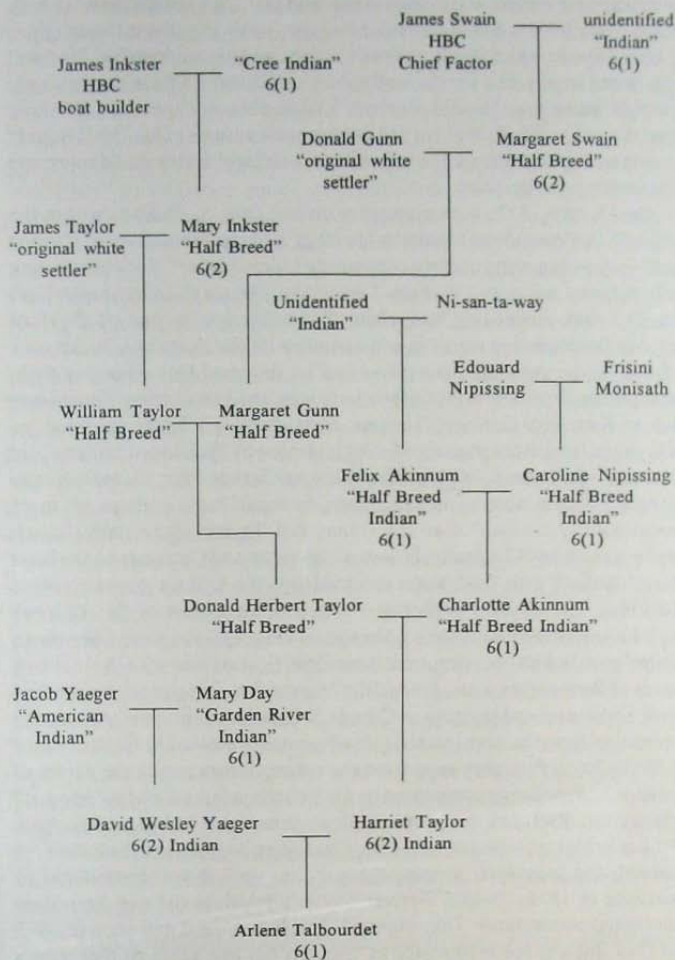 James Swain
HBC
Chief Factor
unidentified
“Indian”
6(1)
James Inkster
HBC
boat builder
“Cree Indian”
6(1)
Donald Gunn
“original white
settler”
Margaret Swain
“Half Breed”
6(2)
James Taylor
“original white
settler”
Mary Inkster
“Half Breed”
6(2)
Unidentified
“Indian”
Ni-san-ta-way
Edouard
Nipissing
Frisini
Monisath
William Taylor
“Half Breed”
Margaret Gunn
“Half Breed”
Felix Akinnum
“Half Breed
Indian”
6(1)
Caroline Nipissing
“Half Breed
Indian”
6(1)
Donald Herbert Taylor
“Half Breed”
Charlotte Akinnum
“Half Breed Indian”
6(1)
Jacob Yaeger
“American
Indian”
Mary Day
“Garden River
Indian”
6(1)
David Wesley Yaeger
6(2) Indian
Harriet Taylor
6(2) Indian
Arlene Talbourdet
6(1)